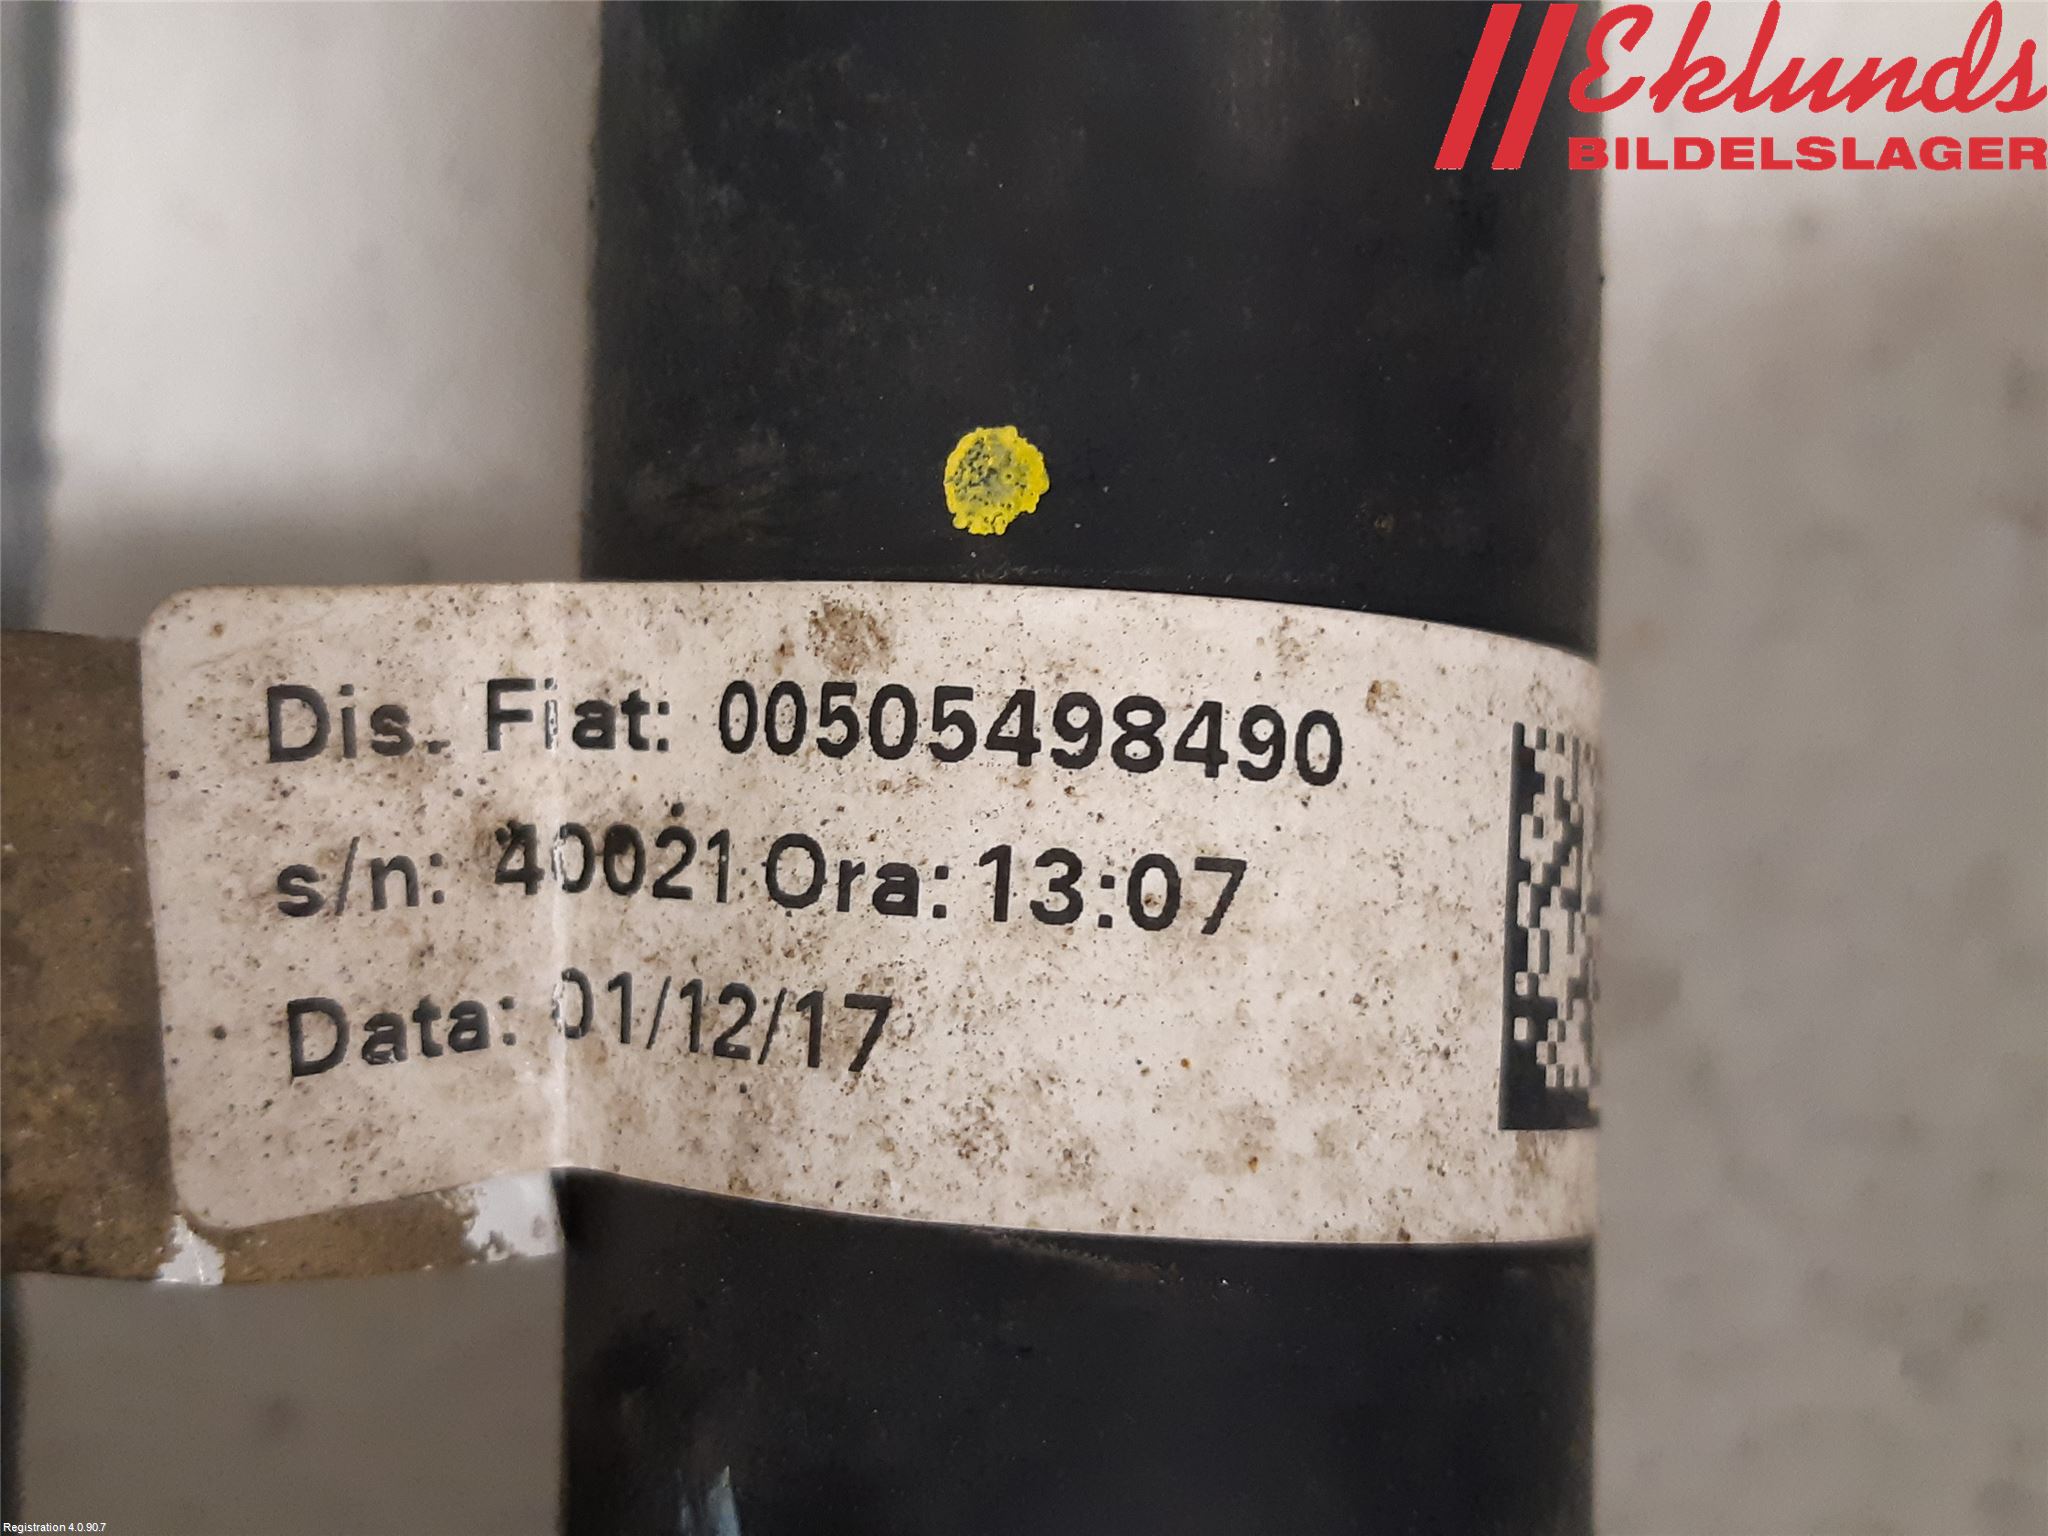 Eklunds
BILDELSLAGER
Dis. Fiat: 00505498490
s/n: 40021 Ora: 13:07
Data: 01/12/17
Registration 4.0.90.7